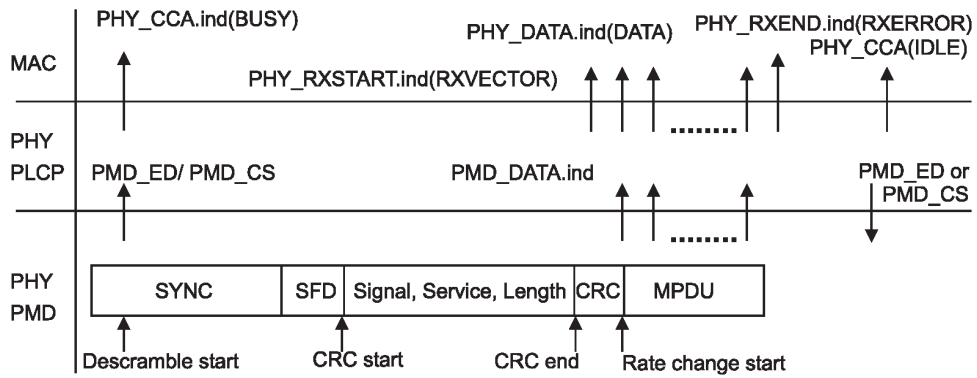 PHY_CCA.ind(BUSY)
PHY_DATA.ind(DATA)
PHY_RXEND.ind(RXERROR)
PHY_CCA(IDLE)
MAC
PHY_RXSTART.ind(RXVECTOR)
PHY
PLCP
PMD_ED/ PMD_CS
PMD_DATA.ind
PMD_ED or
PMD_CS
PHY
PMD
SYNC
SFD
Signal, Service, Length
CRC
MPDU
Descramble start
CRC start
CRC end
Rate change start